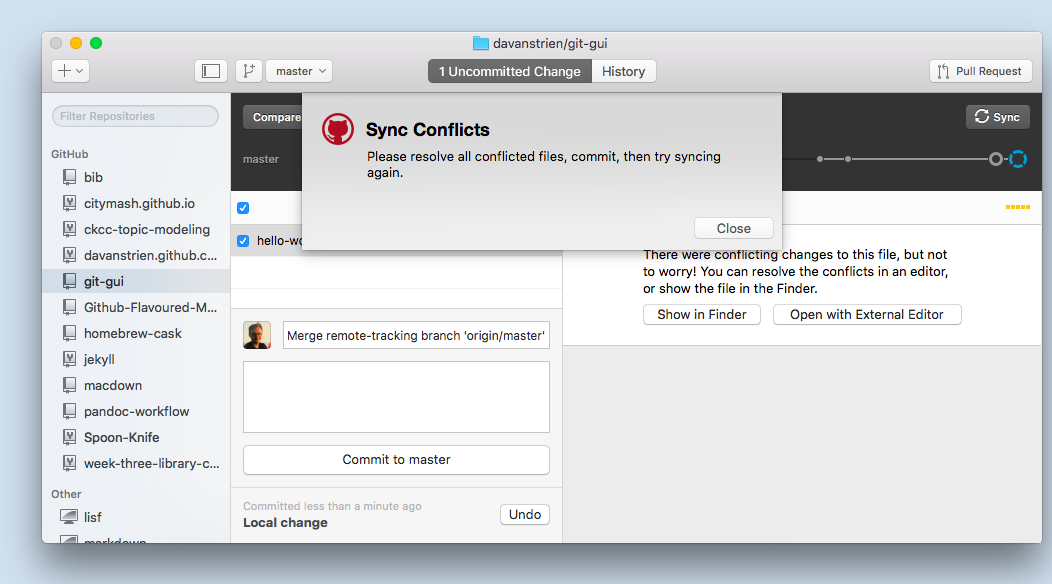 davanstrien/git-gui
master
1 Uncommitted Change
History
Pull Request
Filter Repositories
GitHub
bib
citymash.github.io
ckcc-topic-modeling
davanstrien.github.c...
git-gui
Github-Flavoured-M...
homebrew-cask
jekyll
macdown
pandoc-workflow
Spoon-Knife
week-three-library-c...
Other
lisf
markdown
Compare
master
Sync
Sync Conflicts
Please resolve all conflicted files, commit, then try syncing
again.
Close
hello-wo
There were conflicting changes to this file, but not
to worry! You can resolve the conflicts in an editor,
or show the file in the Finder.
Show in Finder
Open with External Editor
Merge remote-tracking branch 'origin/master'
Commit to master
Committed less than a minute ago
Local change
Undo